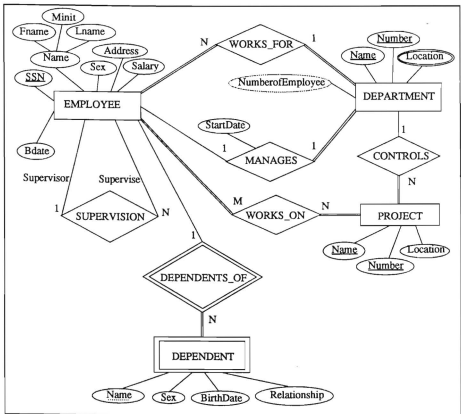 Minit
Fname
Lname
Name
Address
Sex
Salary
SSN
EMPLOYEE
Bdate
N
WORKS_FOR
1
Number
Name
Location
NumberofEmployee
DEPARTMENT
StartDate
1
MANAGES
1
1
CONTROLS
N
Supervisor
Supervise
1
SUPERVISION
N
M
WORKS_ON
N
PROJECT
Name
Number
Location
1
DEPENDENTS_OF
N
DEPENDENT
Name
Sex
BirthDate
Relationship